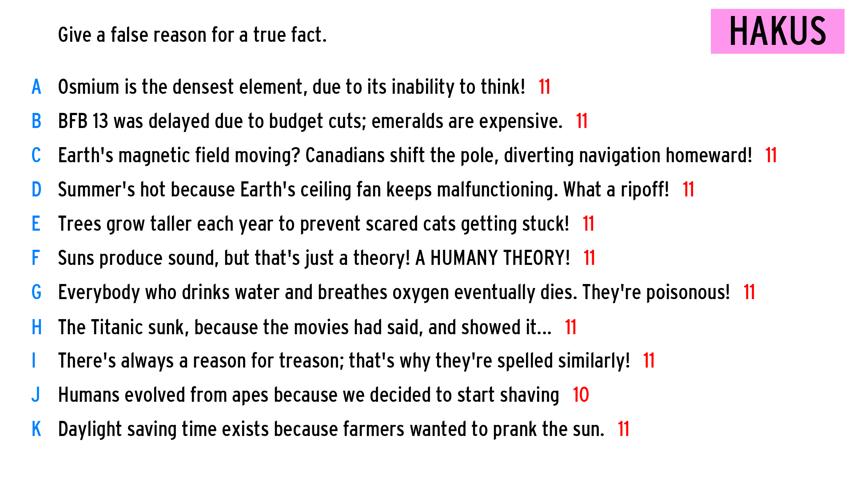 Give a false reason for a true fact.
HAKUS
A Osmium is the densest element, due to its inability to think! 11
B BFB 13 was delayed due to budget cuts; emeralds are expensive. 11
C Earth's magnetic field moving? Canadians shift the pole, diverting navigation homeward! 11
D Summer's hot because Earth's ceiling fan keeps malfunctioning. What a ripoff! 11
E Trees grow taller each year to prevent scared cats getting stuck! 11
F Suns produce sound, but that's just a theory! A HUMANY THEORY! 11
G Everybody who drinks water and breathes oxygen eventually dies. They're poisonous! 11
H The Titanic sunk, because the movies had said, and showed it... 11
I There's always a reason for treason; that's why they're spelled similarly! 11
J Humans evolved from apes because we decided to start shaving 10
K Daylight saving time exists because farmers wanted to prank the sun. 11